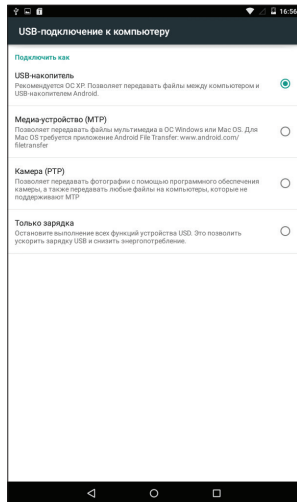 16:56
USB-подключение к компьютеру
Подключить как
USB-накопитель
Рекомендуется ОС XP. Позволяет передавать файлы между компьютером и
USB-накопителем Android.
Медиа-устройство (MTP)
Позволяет передавать файлы мультимедиа в ОС Windows или Mac OS. Для
Mac OS требуется приложение Android File Transfer: www.android.com/
filetransfer
Камера (PTP)
Позволяет передавать фотографии с помощью программного обеспечения
камеры, а также передавать любые файлы на компьютеры, которые не
поддерживают MTP
Только зарядка
Остановите выполнение всех функций устройства USD. Это позволить
ускорить зарядку USB и снизить энергопотребление.